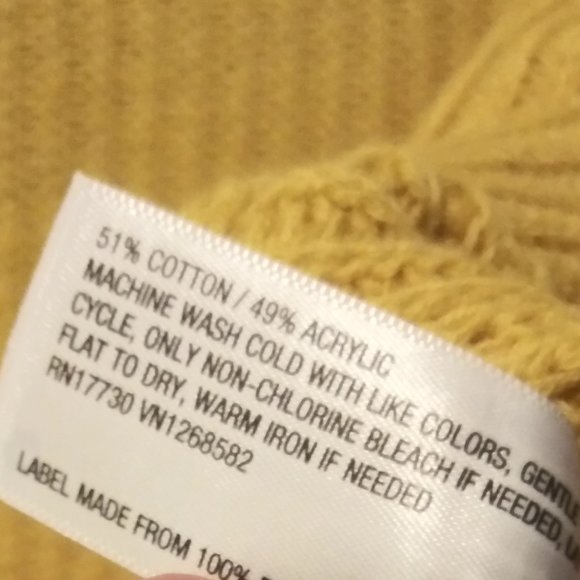 51% COTTON / 49% ACRYLIC
MACHINE WASH COLD WITH LIKE COLORS, GENTLE
CYCLE, ONLY NON-CHLORINE BLEACH IF NEEDED,
FLAT TO DRY, WARM IRON IF NEEDED
RN17730 VN1268582
LABEL MADE FROM 100%